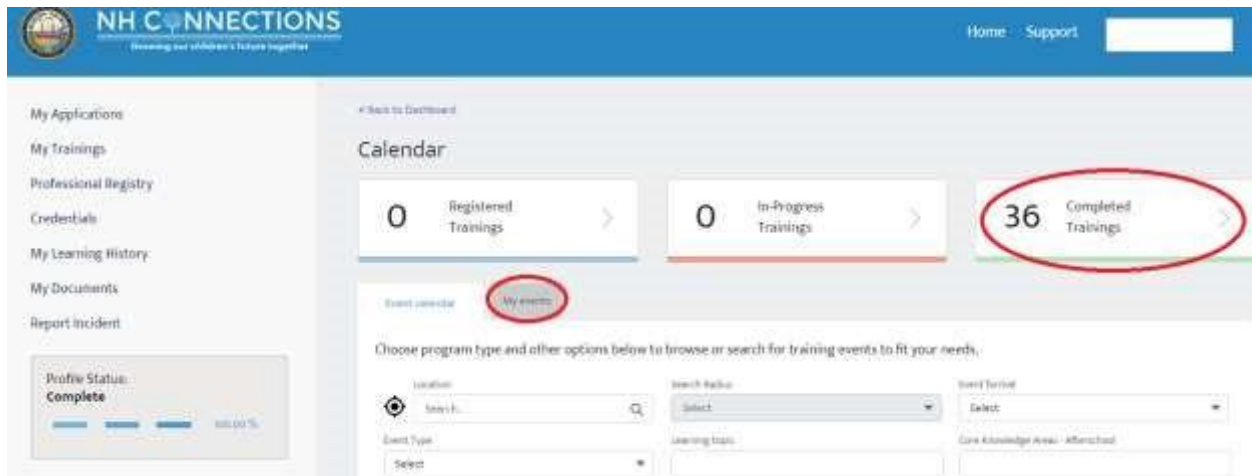 NH CONNECTIONS
Growing our children's future together
Home Support
My Applications
My Trainings
Professional Registry
Credentials
My Learning History
My Documents
Report Incident
Profile Status:
Complete
100.00 %
< Back to Dashboard
Calendar
0 Registered Trainings
0 In-Progress Trainings
36 Completed Trainings
Event calendar
My events
Choose program type and other options below to browse or search for training events to fit your needs.
Location
Search...
Search Radius
Select
Event Format
Select
Event Type
Select
Learning topic
Core Knowledge Areas - Afterschool